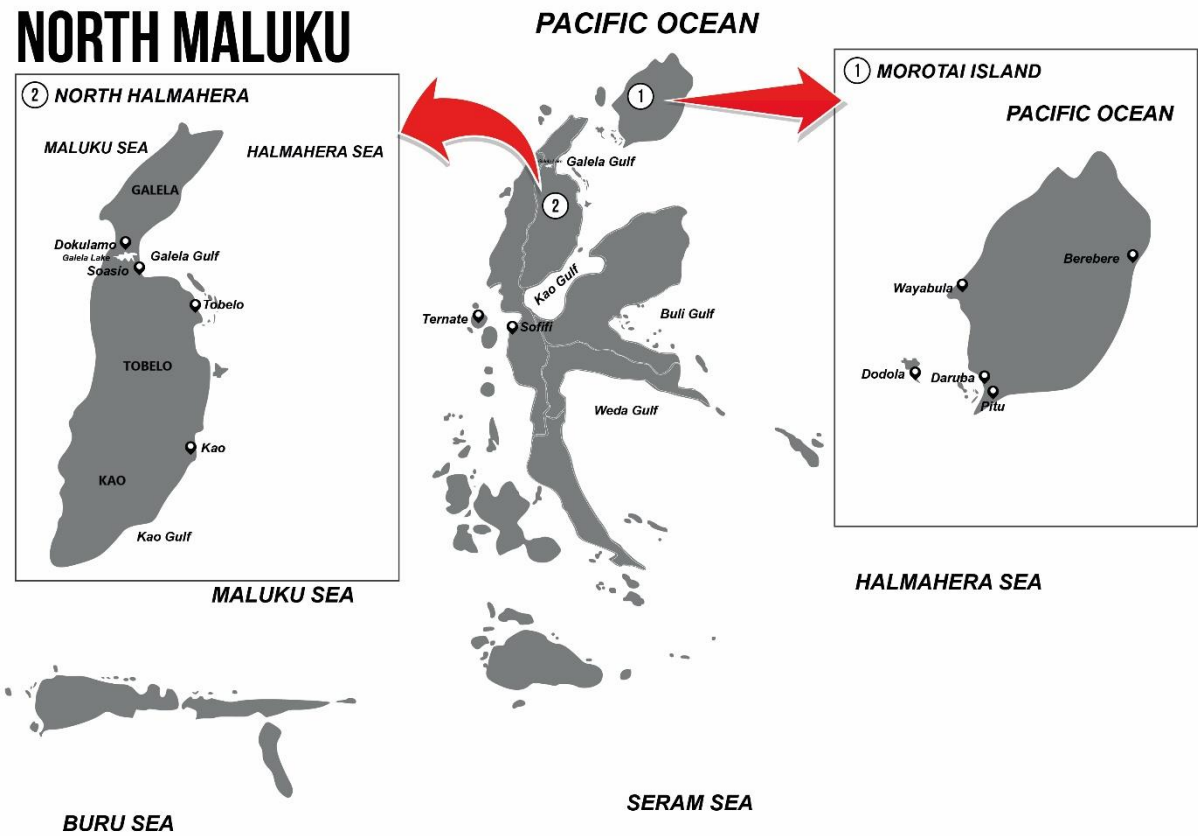 NORTH MALUKU
PACIFIC OCEAN
2 NORTH HALMAHERA
MALUKU SEA
HALMAHERA SEA
GALELA
Dokulamo
Galela Lake
Galela Gulf
Soasio
Tobelo
TOBELO
Kao
KAO
Kao Gulf
1
Galela Gulf
2
Kao Gulf
Ternate
Sofifi
Buli Gulf
Weda Gulf
1 MOROTAI ISLAND
PACIFIC OCEAN
Berebere
Wayabula
Dodola
Daruba
Pitu
HALMAHERA SEA
MALUKU SEA
SERAM SEA
BURU SEA